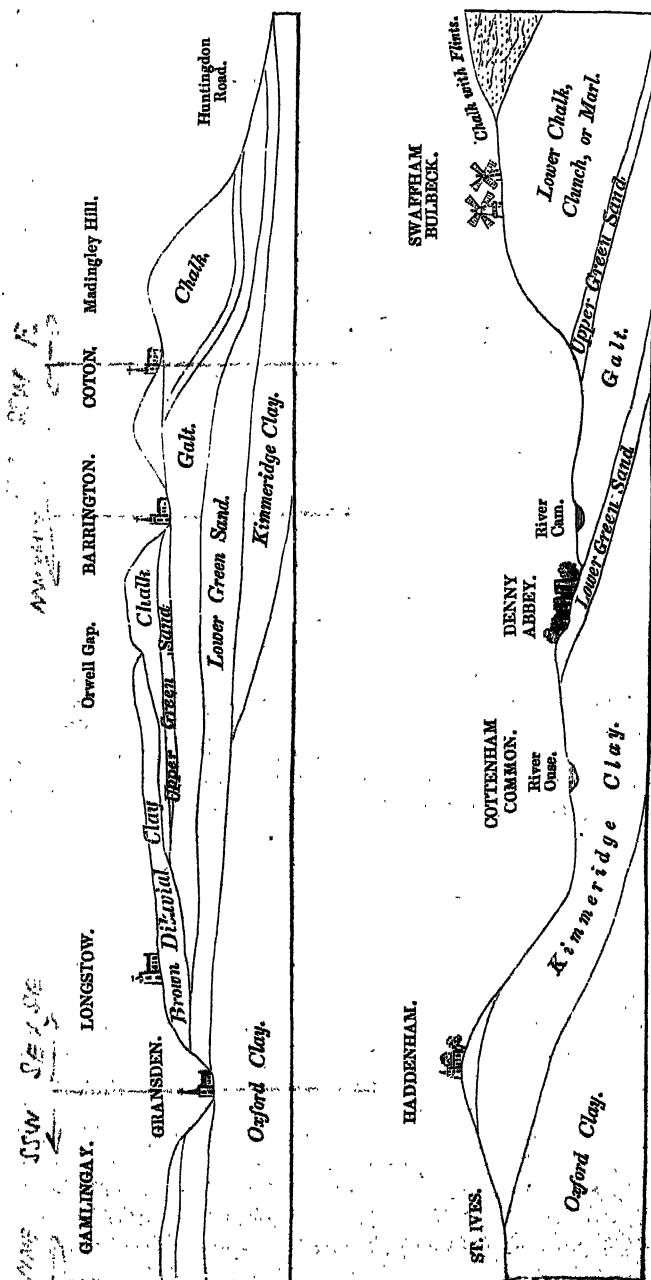 SSW SE SE
GAMLINGAY.
GRANSDEN.
LONGSTOW.
Orwell Gap.
BARRINGTON.
COTON.
Madingley Hill.
Huntingdon
Road.
Brown Diluvial Clay
Chalk
Chalk.
Upper Green Sand
Galt.
Lower Green Sand.
Kimmeridge Clay.
Oxford Clay.
ST. IVES.
HADDENHAM.
COTTENHAM
COMMON.
River
Ouse.
DENNY
ABBEY.
River
Cam.
SWAFFHAM
BULBECK.
Chalk with Flints.
Lower Chalk,
Clunch, or Marl.
Upper Green Sand.
Galt.
Lower Green Sand
Kimmeridge Clay.
Oxford Clay.